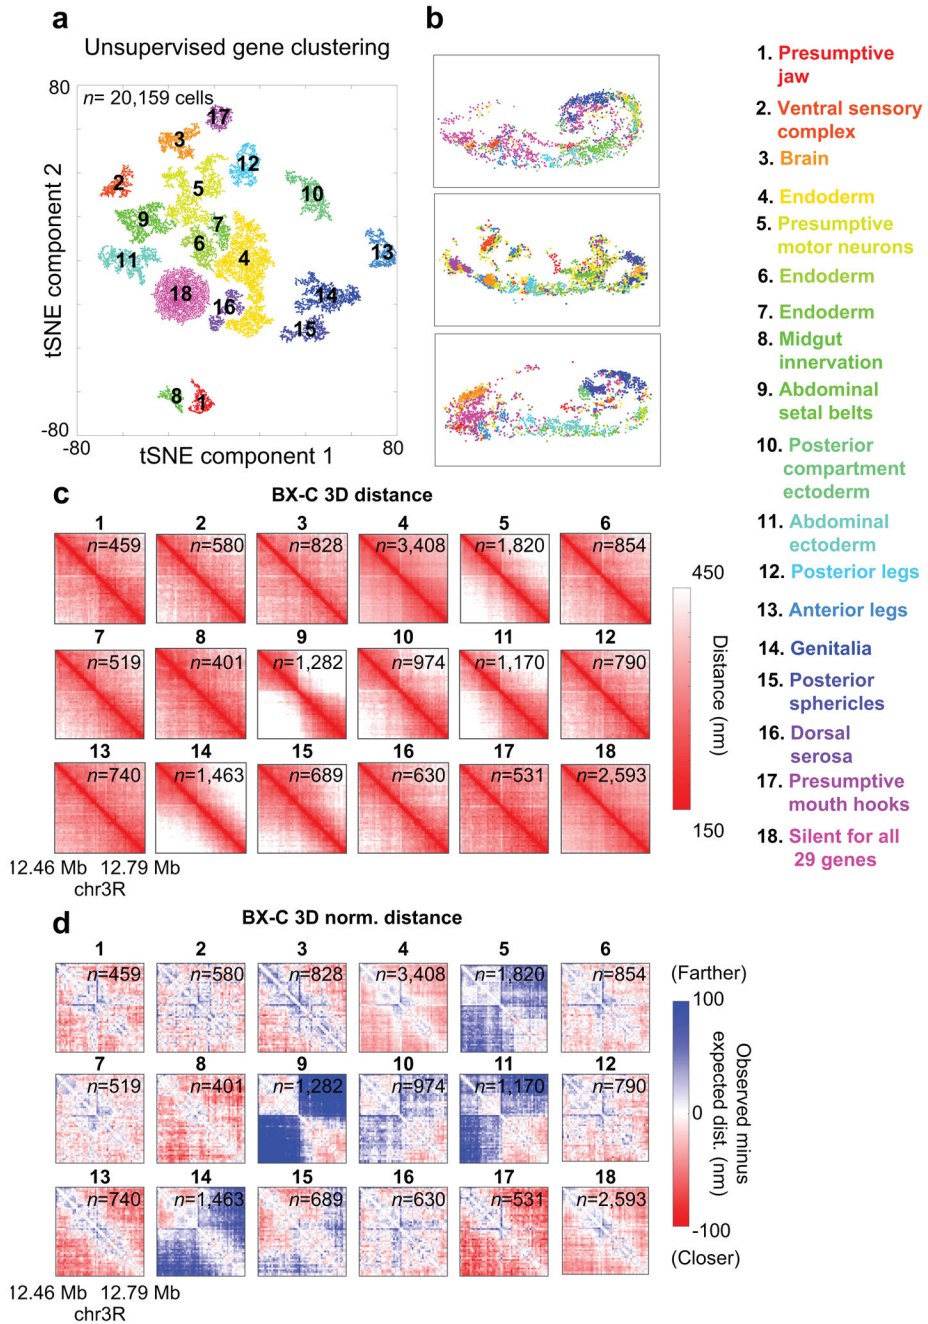 a
Unsupervised gene clustering
80
n= 20,159 cells
17
3
12
2
5
10
9
7
6
4
13
11
18
16
14
15
8
1
-80
-80
80
tSNE component 2
tSNE component 1
b
1. Presumptive
jaw
2. Ventral sensory
complex
3. Brain
4. Endoderm
5. Presumptive
motor neurons
6. Endoderm
7. Endoderm
8. Midgut
innervation
9. Abdominal
setal belts
10. Posterior
compartment
ectoderm
11. Abdominal
ectoderm
12. Posterior legs
13. Anterior legs
14. Genitalia
15. Posterior
sphericles
16. Dorsal
serosa
17. Presumptive
mouth hooks
18. Silent for all
29 genes
c
BX-C 3D distance
1 2 3 4 5 6
n=459 n=580 n=828 n=3,408 n=1,820 n=854
7 8 9 10 11 12
n=519 n=401 n=1,282 n=974 n=1,170 n=790
13 14 15 16 17 18
n=740 n=1,463 n=689 n=630 n=531 n=2,593
12.46 Mb 12.79 Mb
chr3R
450
Distance (nm)
150
d
BX-C 3D norm. distance
1 2 3 4 5 6
n=459 n=580 n=828 n=3,408 n=1,820 n=854
7 8 9 10 11 12
n=519 n=401 n=1,282 n=974 n=1,170 n=790
13 14 15 16 17 18
n=740 n=1,463 n=689 n=630 n=531 n=2,593
12.46 Mb 12.79 Mb
chr3R
(Farther)
100
0
-100
(Closer)
Observed minus
expected dist. (nm)